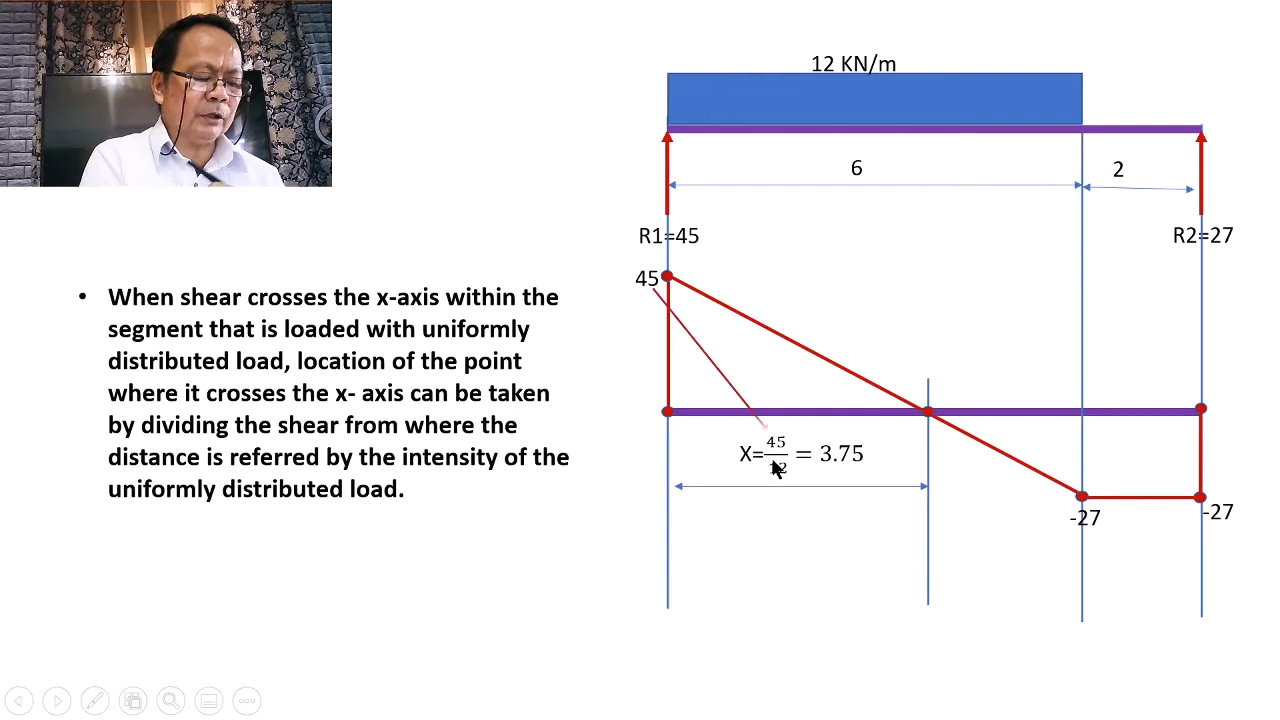 12 KN/m
6
2
R1=45
R2=27
45
• When shear crosses the x-axis within the
segment that is loaded with uniformly
distributed load, location of the point
where it crosses the x- axis can be taken
by dividing the shear from where the
distance is referred by the intensity of the
uniformly distributed load.
X=45/12 = 3.75
-27
-27